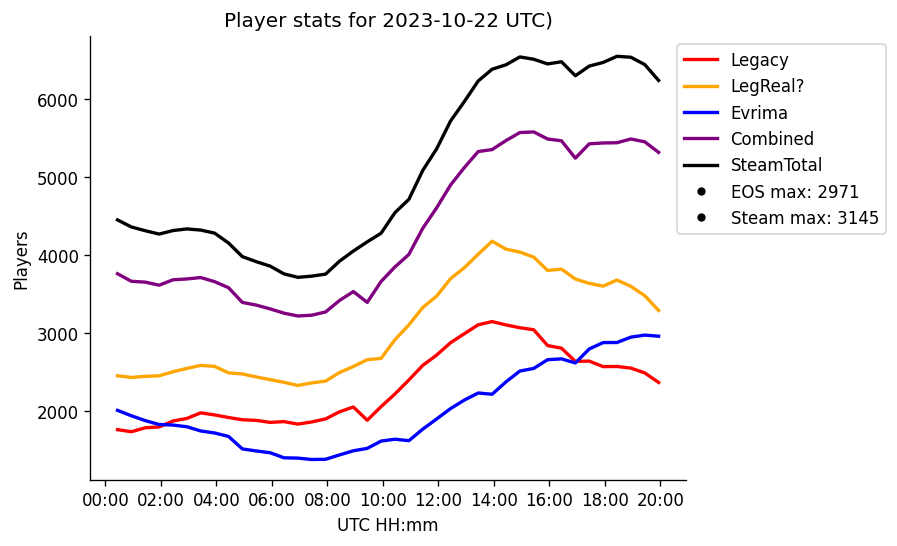 Player stats for 2023-10-22 UTC)
Legacy
LegReal?
Evrima
Combined
SteamTotal
EOS max: 2971
Steam max: 3145
Players
6000
5000
4000
3000
2000
00:00 02:00 04:00 06:00 08:00 10:00 12:00 14:00 16:00 18:00 20:00
UTC HH:mm